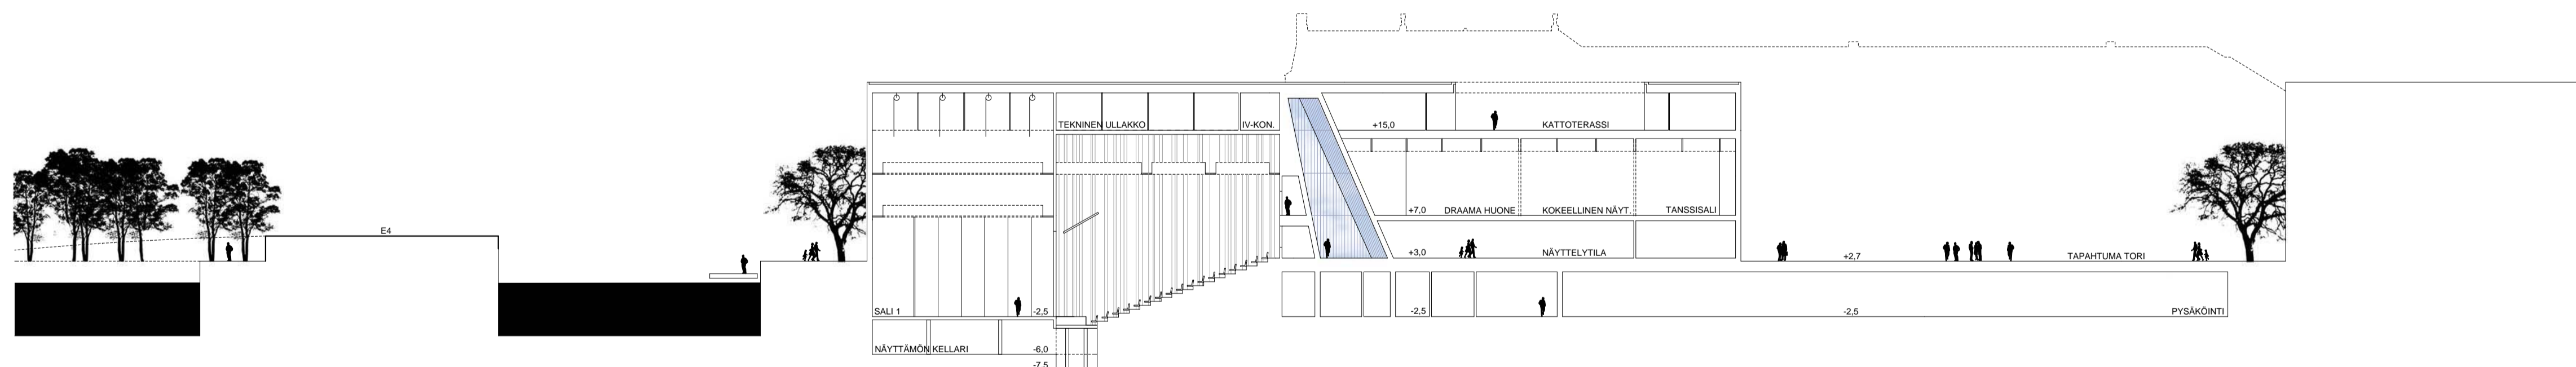 TEKNINEN ULLAKKO IV-KON. +15,0 KATTOTERASSI
+7,0 DRAAMA HUONE KOKEELLINEN NÄYT. TANSSISALI
E4
+3,0 NÄYTTELYTILA +2,7 TAPAHTUMA TORI
SALI 1 -2,5 -2,5 -2,5 PYSÄKÖINTI
NÄYTTÄMÖN KELLARI -6,0
-7,5